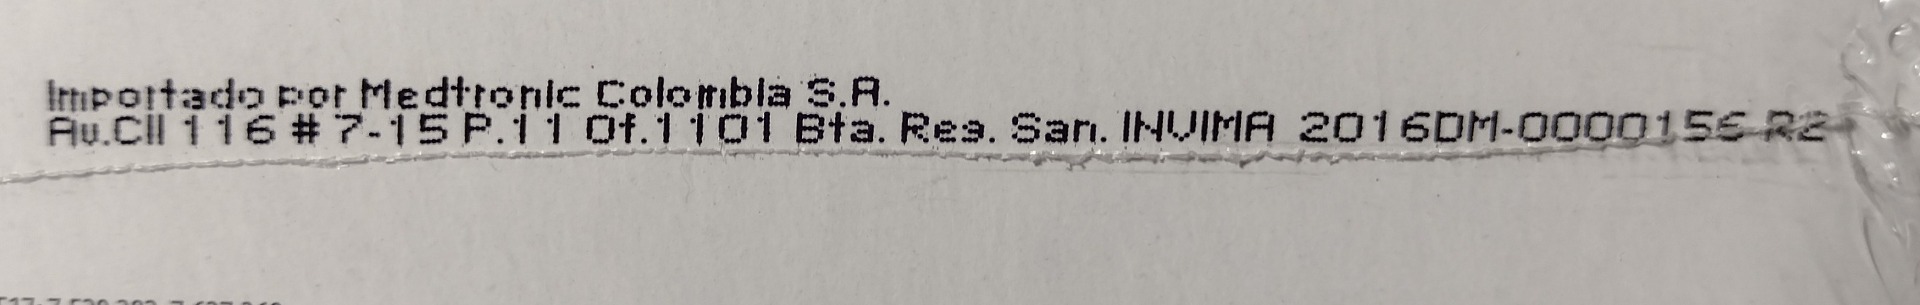 Importado por Medtronic Colombia S.A.
Av.Cll 116 # 7-15 P.11 Of.1101 Bta. Reg. San. INVIMA 2016DM-0000156 R2